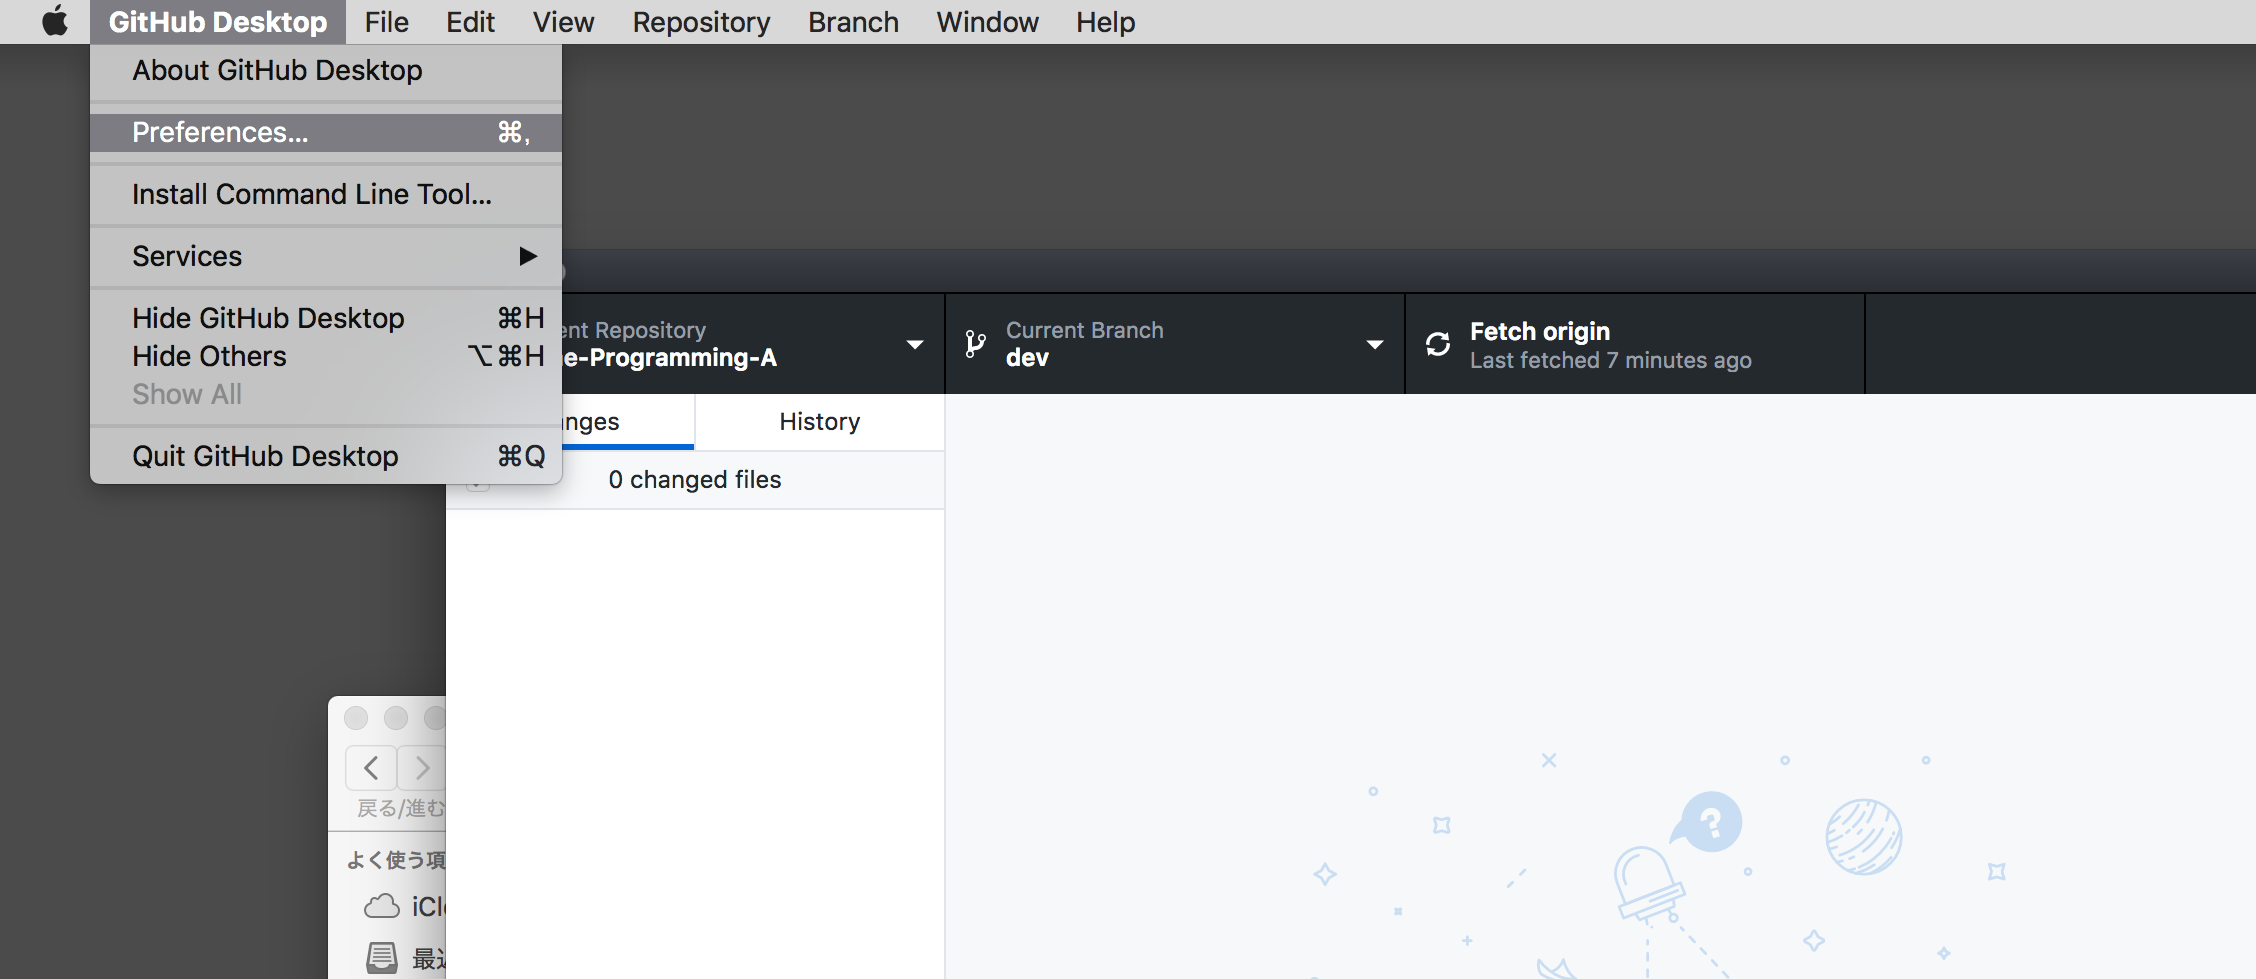 GitHub Desktop File Edit View Repository Branch Window Help
About GitHub Desktop
Preferences... ⌘,
Install Command Line Tool...
Services ▶
Hide GitHub Desktop ⌘H
Hide Others ⌥⌘H
Show All
Quit GitHub Desktop ⌘Q
ent Repository
e-Programming-A
Current Branch
dev
Fetch origin
Last fetched 7 minutes ago
nges
History
0 changed files
?
戻る/進む
よく使う項
iCl
最近